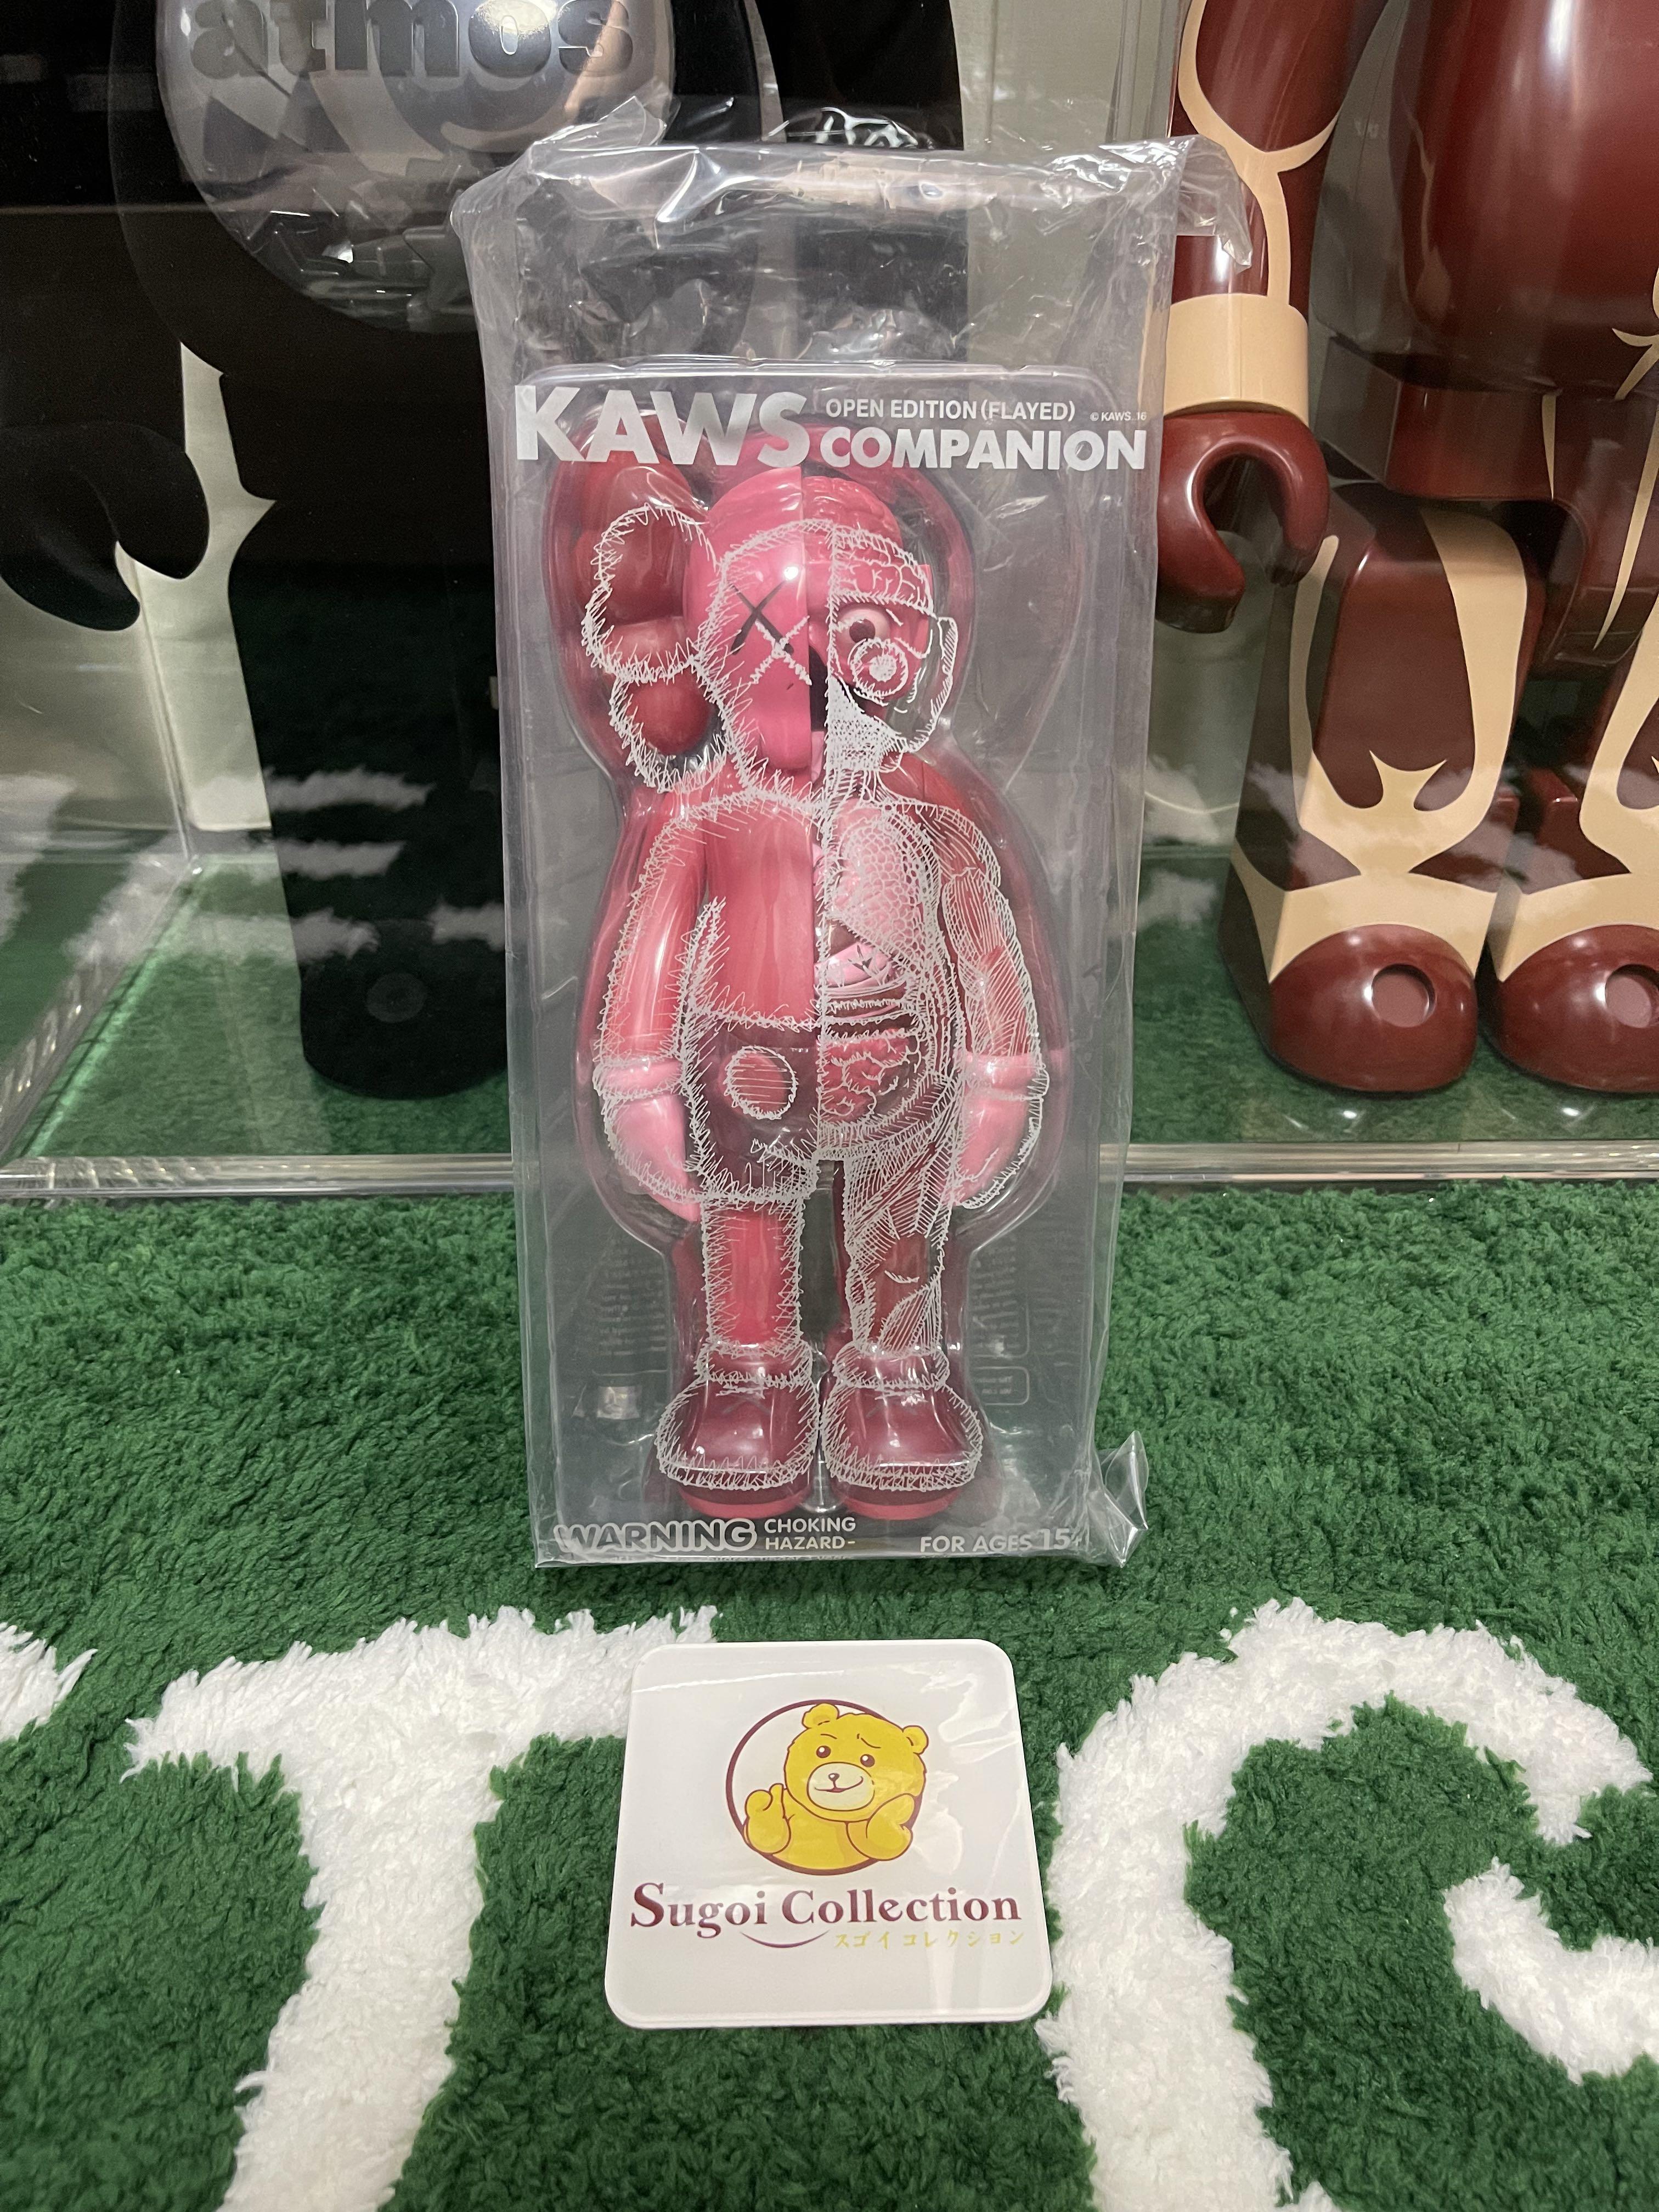 atmos
KAWS OPEN EDITION (FLAYED) © KAWS..16
COMPANION
WARNING CHOKING
HAZARD-
FOR AGES 15+
Sugoi Collection
スゴイ コレクション